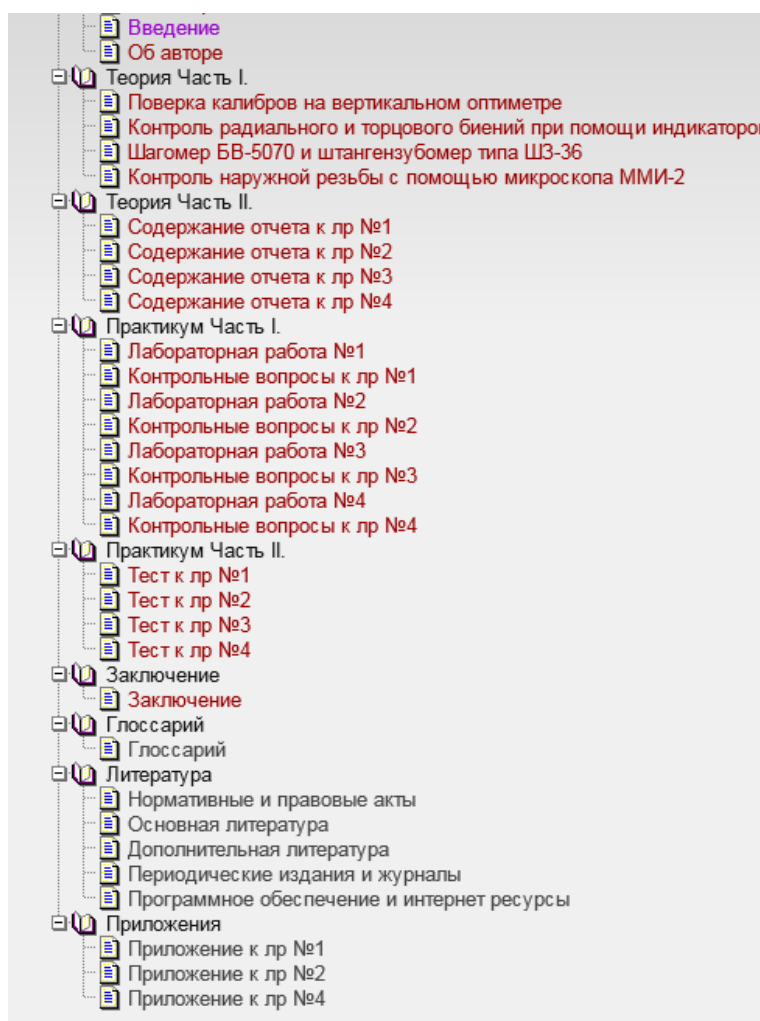 Введение
Об авторе
Теория Часть I.
Поверка калибров на вертикальном оптиметре
Контроль радиального и торцового биений при помощи индикаторо
Шагомер БВ-5070 и штангензубомер типа ШЗ-36
Контроль наружной резьбы с помощью микроскопа ММИ-2
Теория Часть II.
Содержание отчета к лр №1
Содержание отчета к лр №2
Содержание отчета к лр №3
Содержание отчета к лр №4
Практикум Часть I.
Лабораторная работа №1
Контрольные вопросы к лр №1
Лабораторная работа №2
Контрольные вопросы к лр №2
Лабораторная работа №3
Контрольные вопросы к лр №3
Лабораторная работа №4
Контрольные вопросы к лр №4
Практикум Часть II.
Тест к лр №1
Тест к лр №2
Тест к лр №3
Тест к лр №4
Заключение
Заключение
Глоссарий
Глоссарий
Литература
Нормативные и правовые акты
Основная литература
Дополнительная литература
Периодические издания и журналы
Программное обеспечение и интернет ресурсы
Приложения
Приложение к лр №1
Приложение к лр №2
Приложение к лр №4